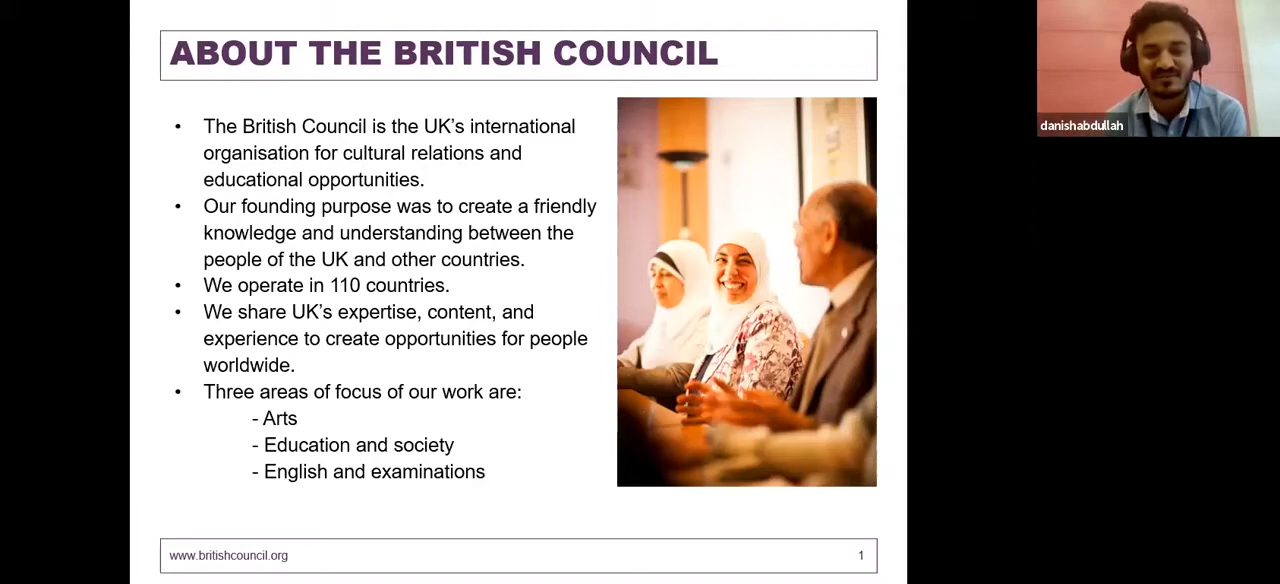 ABOUT THE BRITISH COUNCIL
• The British Council is the UK's international
organisation for cultural relations and
educational opportunities.
• Our founding purpose was to create a friendly
knowledge and understanding between the
people of the UK and other countries.
• We operate in 110 countries.
• We share UK's expertise, content, and
experience to create opportunities for people
worldwide.
• Three areas of focus of our work are:
- Arts
- Education and society
- English and examinations
www.britishcouncil.org 1
danishabdullah